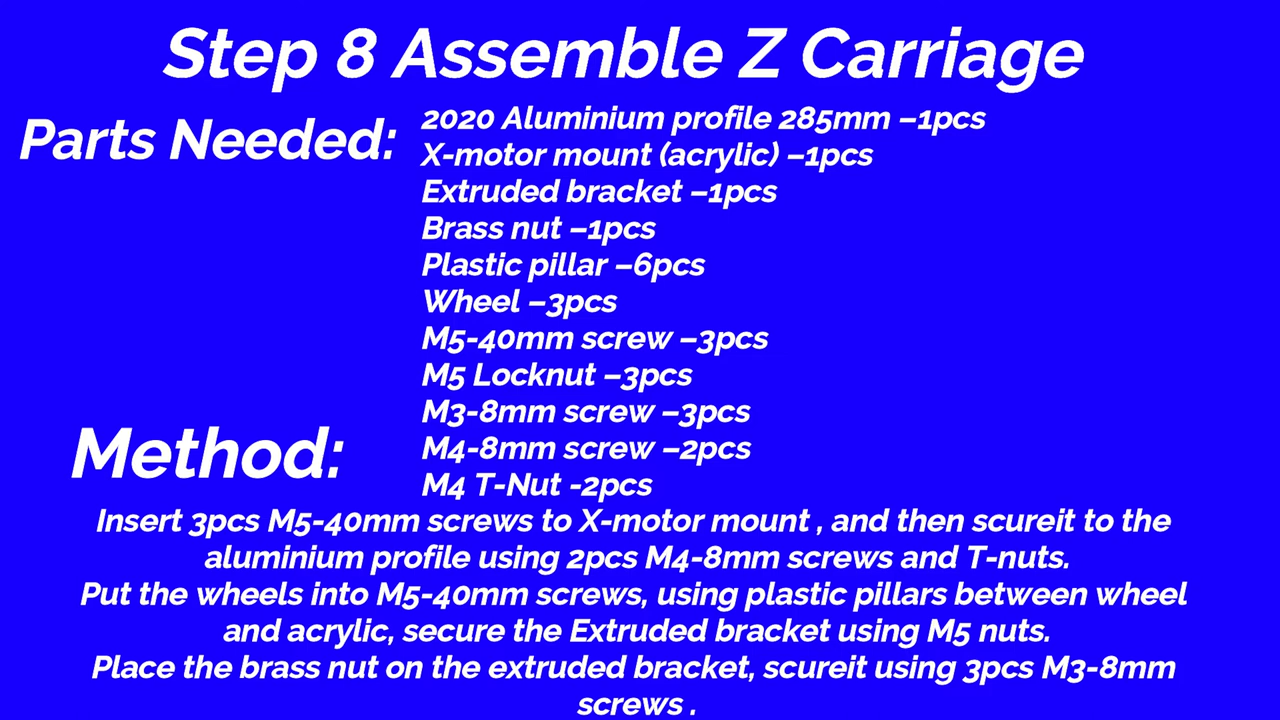 Step 8 Assemble Z Carriage
Parts Needed:
2020 Aluminium profile 285mm –1pcs
X-motor mount (acrylic) –1pcs
Extruded bracket –1pcs
Brass nut –1pcs
Plastic pillar –6pcs
Wheel –3pcs
M5-40mm screw –3pcs
M5 Locknut –3pcs
M3-8mm screw –3pcs
M4-8mm screw –2pcs
M4 T-Nut -2pcs
Method:
Insert 3pcs M5-40mm screws to X-motor mount , and then scureit to the
aluminium profile using 2pcs M4-8mm screws and T-nuts.
Put the wheels into M5-40mm screws, using plastic pillars between wheel
and acrylic, secure the Extruded bracket using M5 nuts.
Place the brass nut on the extruded bracket, scureit using 3pcs M3-8mm
screws .